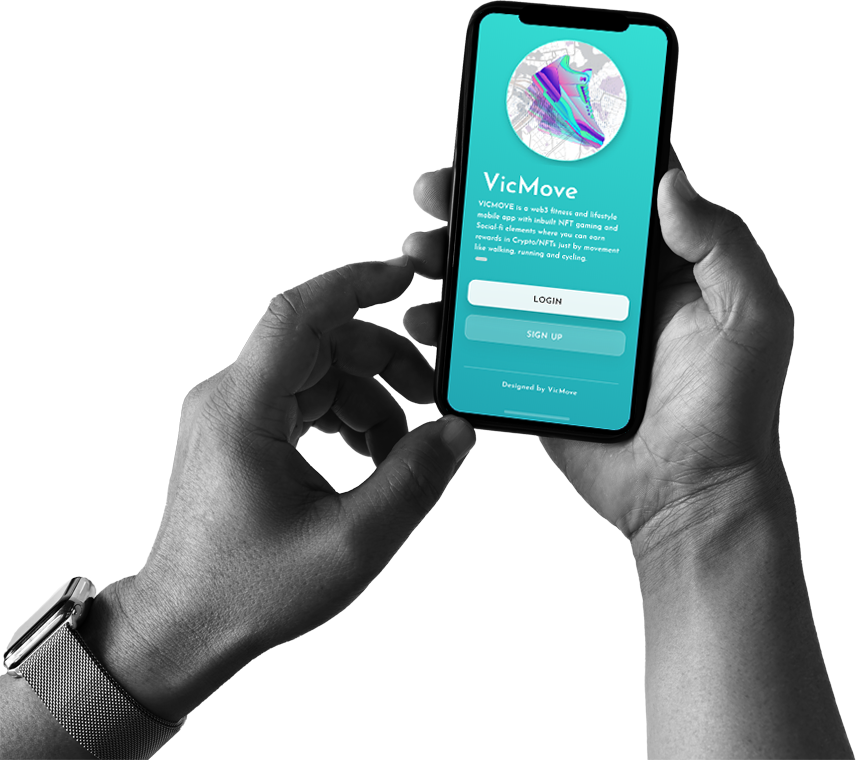 VicMove
VICMOVE is a web3 fitness and lifestyle
mobile app with inbuilt NFT gaming and
Social-fi elements where you can earn
rewards in Crypto/NFTs just by movement
like walking, running and cycling.
LOGIN
SIGN UP
Designed by VicMove